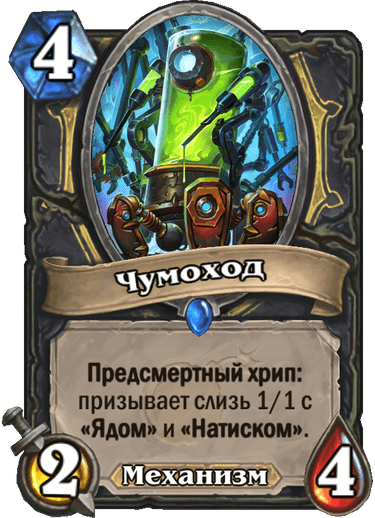 4
Чумоход
Предсмертный хрип:
призывает слизь 1/1 с
«Ядом» и «Натиском».
2
Механизм
4